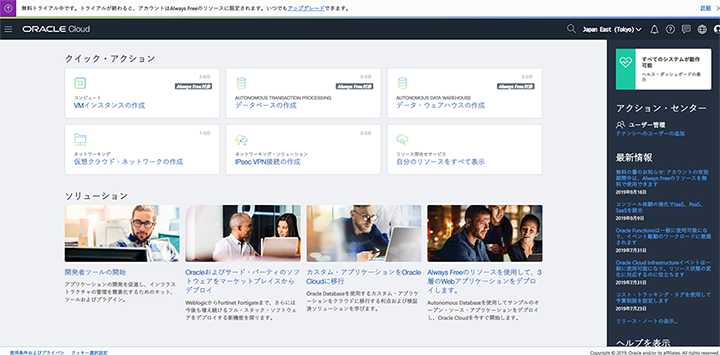 無料トライアル中です。トライアルが終わると、アカウントはAlways Freeのリソースに限定されます。いつでもアップグレードできます。
詳細
ORACLE Cloud
Japan East (Tokyo)
クイック・アクション
コンピュート
Always Free対象
VMインスタンスの作成
2-6分
AUTONOMOUS TRANSACTION PROCESSING
Always Free対象
データベースの作成
3-5分
AUTONOMOUS DATA WAREHOUSE
Always Free対象
データ・ウェアハウスの作成
ネットワーキング
仮想クラウド・ネットワークの作成
ネットワーキング・ソリューション
IPsec VPN接続の作成
リソース問合せサービス
自分のリソースをすべて表示
ソリューション
開発者ツールの開始
アプリケーションの開発を促進し、インフラス
トラクチャの管理を簡素化するためのキット、
ツールおよびプラグイン。
Oracleおよびサード・パーティのソフ
トウェアをマーケットプレイスから
デプロイ
WeblogicからFortinet Fortigateまで、さらには
今後も増え続けるフル・スタック・ソフトウ
ェアをデプロイする新機能を探ります。
カスタム・アプリケーションをOracle
Cloudに移行
Oracle Databaseを使用するカスタム・アプリケ
ーションをクラウドに移行する利点および検証
済ソリューションを学びます。
Always Freeのリソースを使用して、3
層のWebアプリケーションをデプロ
イします。
Autonomous Databaseを使用してサンプルのオ
ープン・ソース・アプリケーションをデプロイ
し、Oracle Cloudを今すぐ開始します。
すべてのシステムが動作
可能
ヘルス・ダッシュボードの表
示
アクション・センター
ユーザー管理
テナンシへのユーザーの追加
最新情報
無料の層のお知らせ: アカウントの有効
期間中は、Always Freeリソースを無
料で使用できます
2019年9月16日
コンソール体験の強化でIaaS、PaaS、
SaaSを統合
2019年9月9日
Oracle Functionsは一般に使用可能にな
り、イベント駆動のワークロードに推奨
されます
2019年7月31日
Oracle Cloud Infrastructureイベントは一
般に使用可能になり、リソース状態の変
化に対応するのに役立ちます
2019年7月31日
コスト・トラッキング・タグを使用して
予算制限を設定します
2019年7月23日
リリース・ノートの表示...
ヘルプを表示
使用条件およびプライバシ
クッキー選択設定
Copyright © 2019, Oracle and/or its affiliates. All rights reserved.